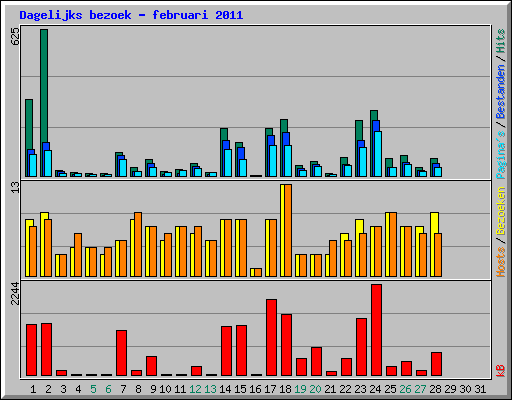 Dagelijks bezoek - februari 2011
625
13
2244
Hosts / Bezoeken Pagina's / Bestanden / Hits
kB
1 2 3 4 5 6 7 8 9 10 11 12 13 14 15 16 17 18 19 20 21 22 23 24 25 26 27 28 29 30 31